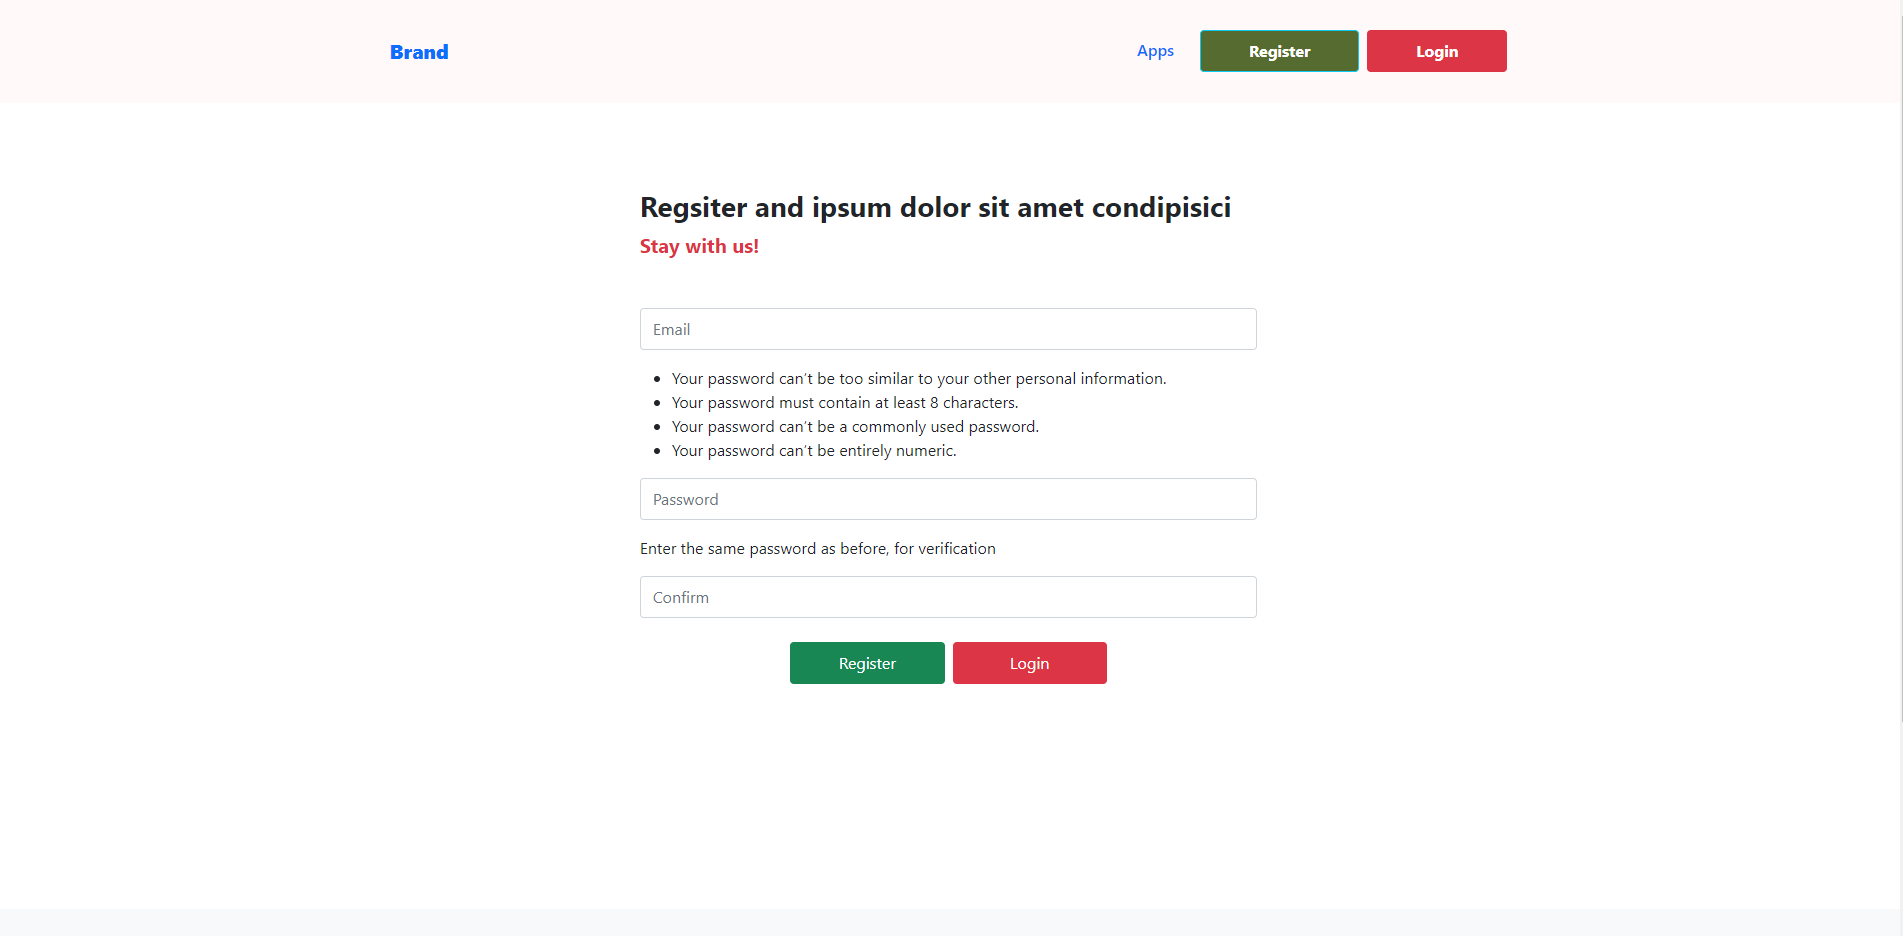 Brand
Apps
Register
Login
Regsiter and ipsum dolor sit amet condipisici
Stay with us!
Email
• Your password can’t be too similar to your other personal information.
• Your password must contain at least 8 characters.
• Your password can’t be a commonly used password.
• Your password can’t be entirely numeric.
Password
Enter the same password as before, for verification
Confirm
Register
Login